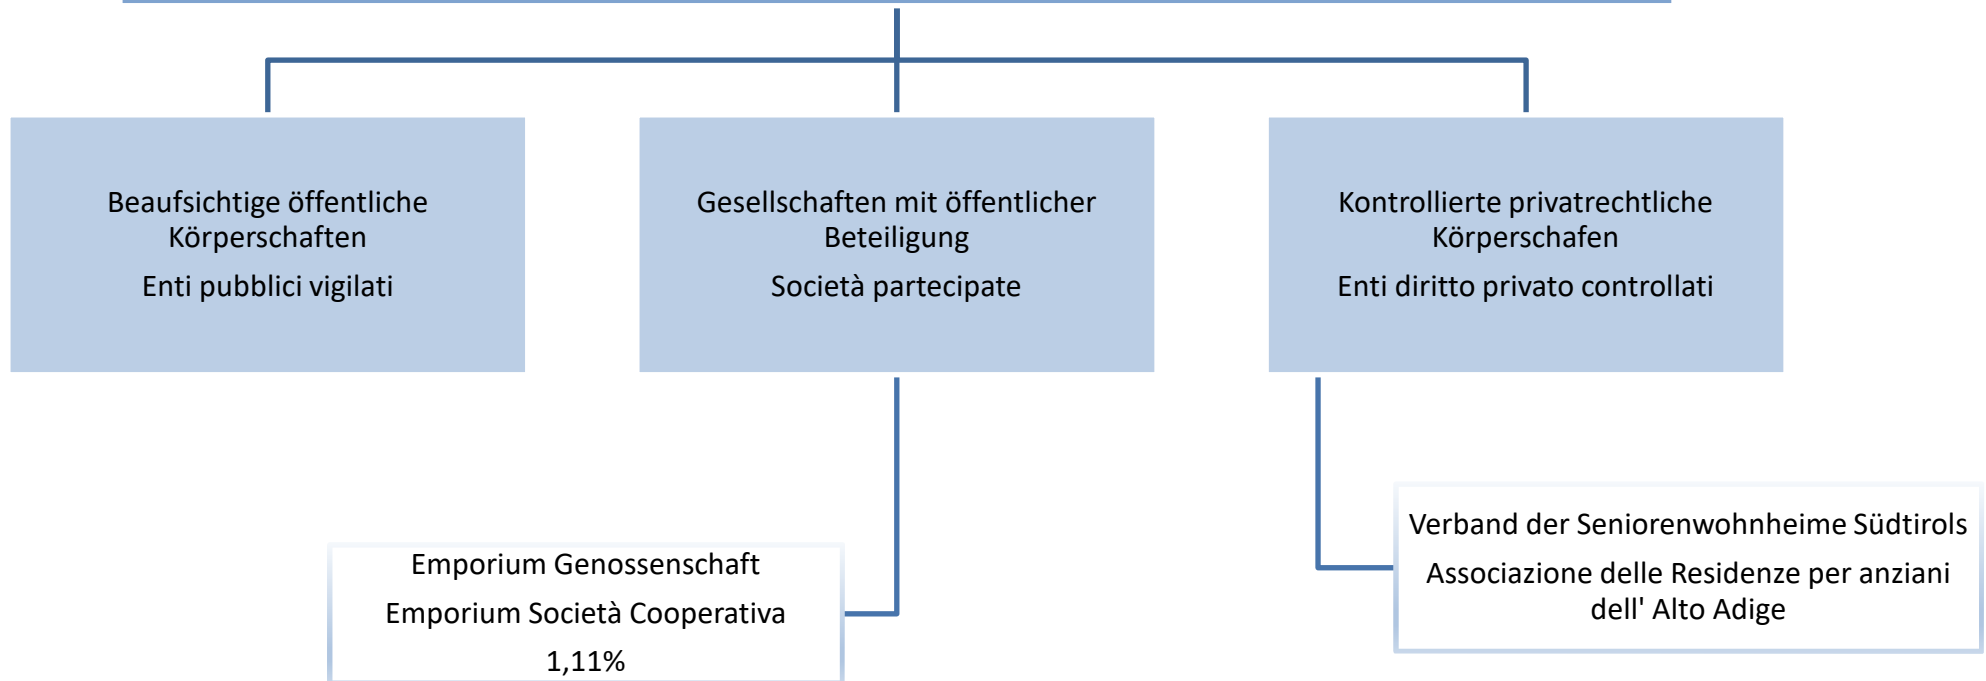 Beaufsichtige öffentliche
Körperschaften
Enti pubblici vigilati
Gesellschaften mit öffentlicher
Beteiligung
Società partecipate
Kontrollierte privatrechtliche
Körperschafen
Enti diritto privato controllati
Emporium Genossenschaft
Emporium Società Cooperativa
1,11%
Verband der Seniorenwohnheime Südtirols
Associazione delle Residenze per anziani
dell' Alto Adige